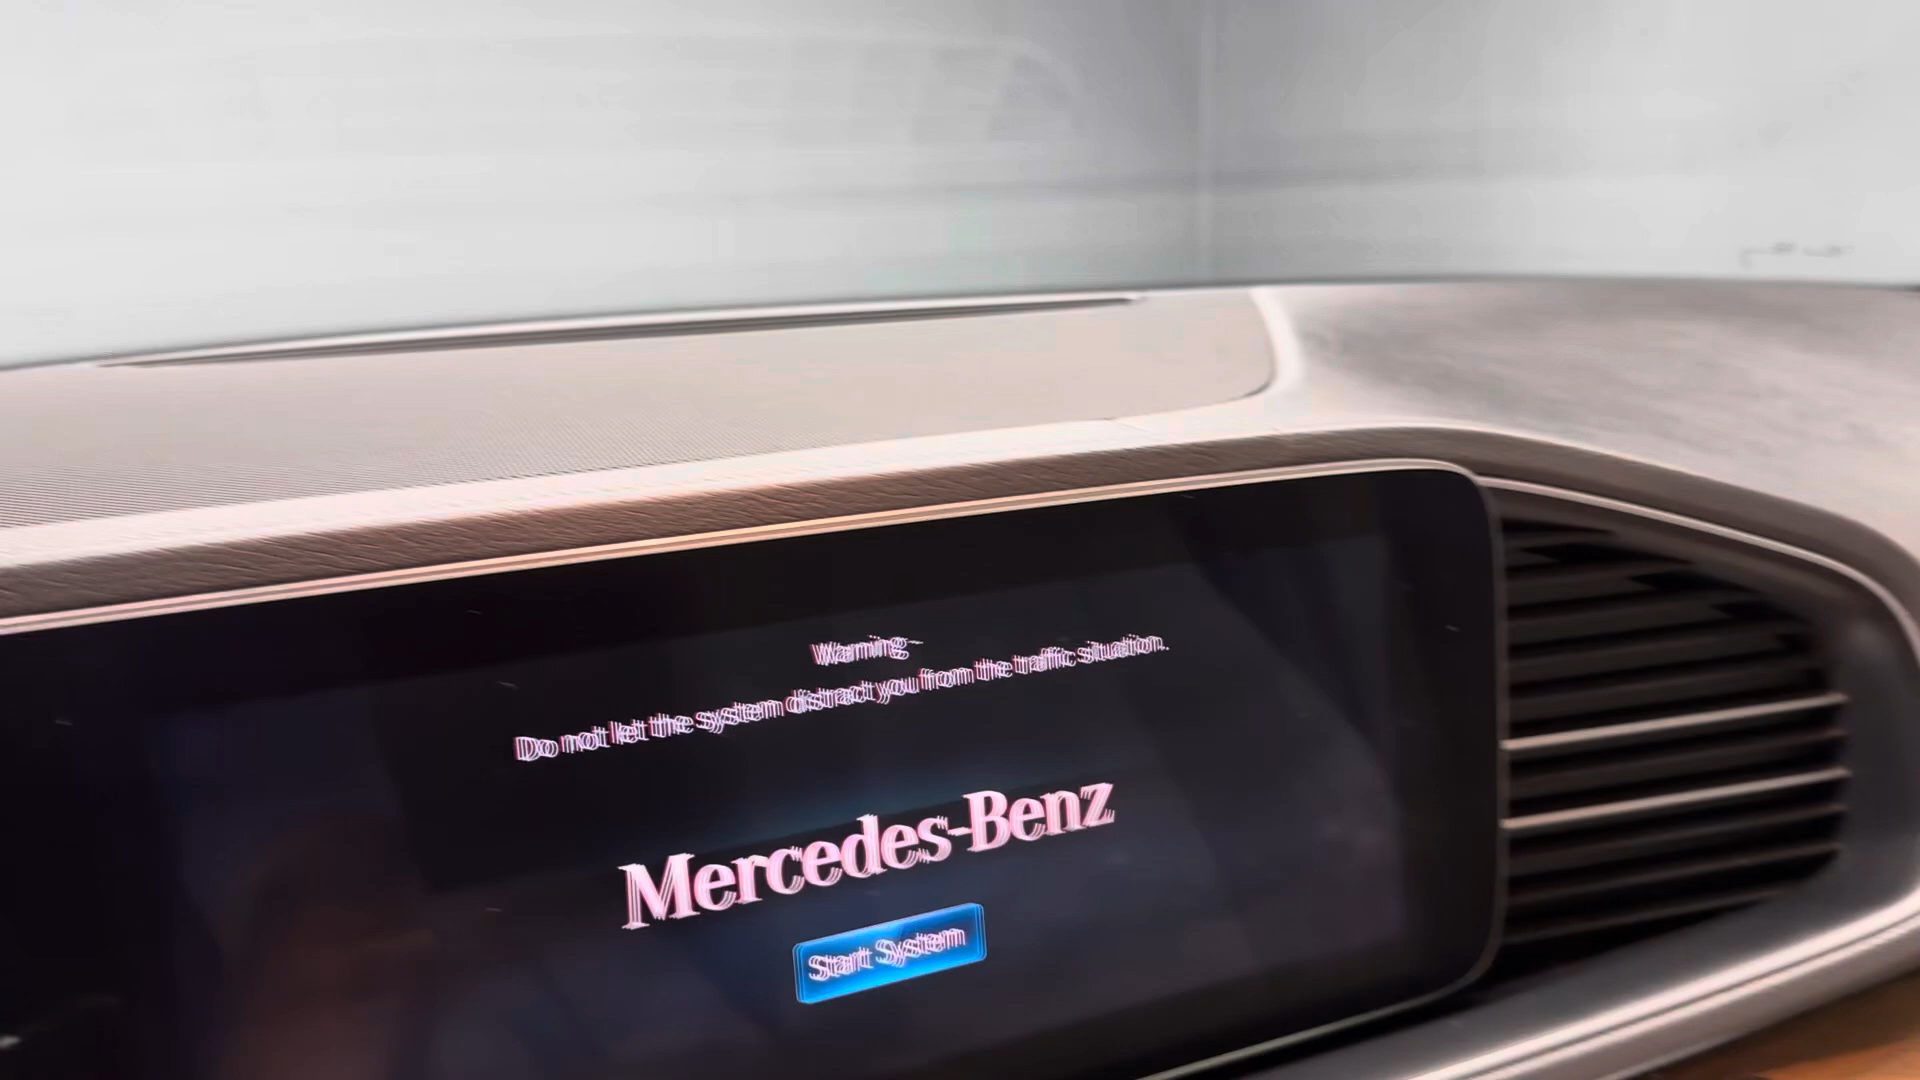 Warning
Do not let the system distract you from the traffic situation.
Mercedes-Benz
Start System